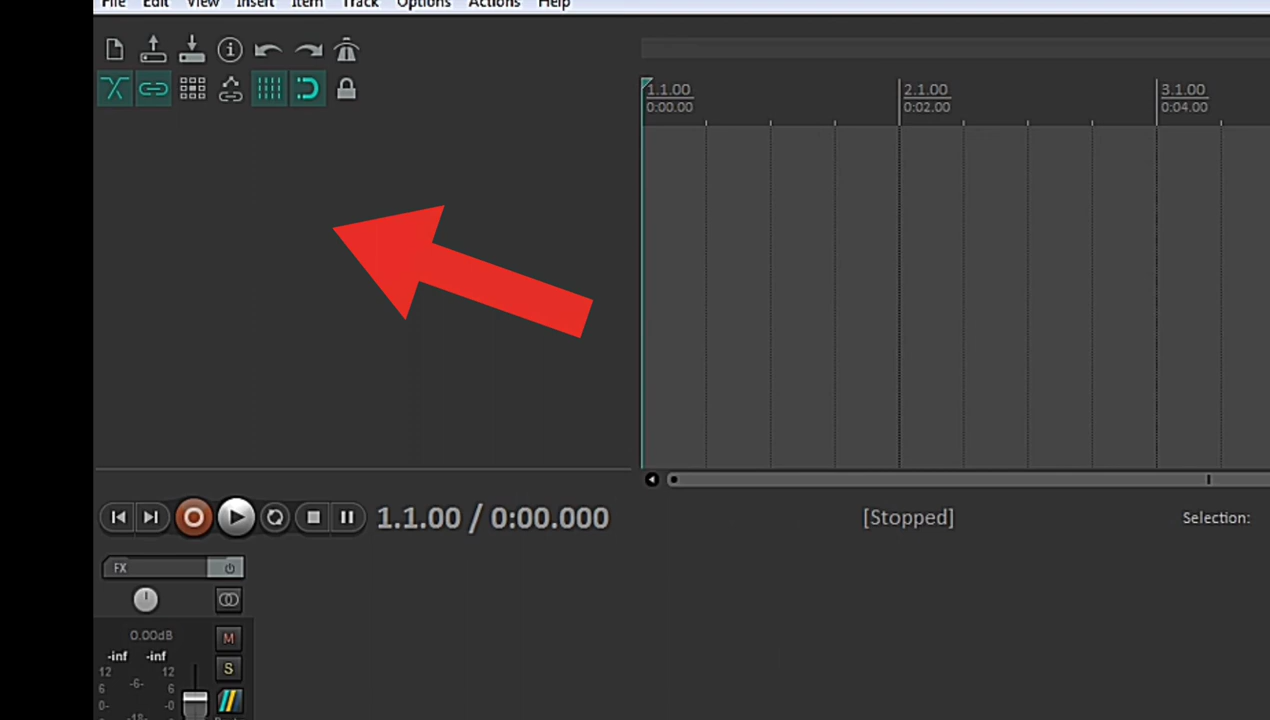 File Edit View Insert Item Track Options Actions Help
1.1.00 2.1.00 3.1.00
0:00.00 0:02.00 0:04.00
1.1.00 / 0:00.000 [Stopped] Selection:
FX
0.00dB M
-inf -inf
12 12 S
-6-
6 6
0- -0
-18-